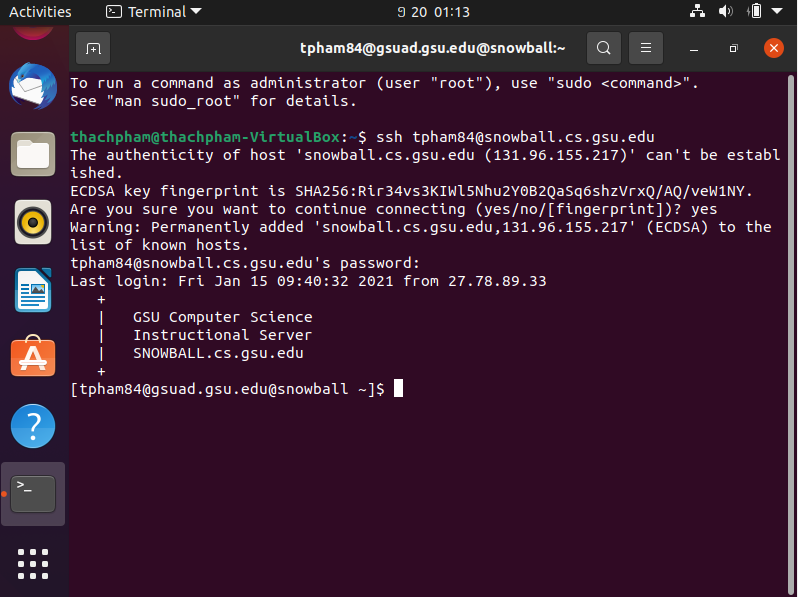 Activities
Terminal
20 01:13
tpham84@gsuad.gsu.edu@snowball:~
To run a command as administrator (user "root"), use "sudo <command>".
See "man sudo_root" for details.
thachpham@thachpham-VirtualBox:~$ ssh tpham84@snowball.cs.gsu.edu
The authenticity of host 'snowball.cs.gsu.edu (131.96.155.217)' can't be establ
ished.
ECDSA key fingerprint is SHA256:Rir34vs3KIWl5Nhu2Y0B2QaSq6shzVrxQ/AQ/veW1NY.
Are you sure you want to continue connecting (yes/no/[fingerprint])? yes
Warning: Permanently added 'snowball.cs.gsu.edu,131.96.155.217' (ECDSA) to the
list of known hosts.
tpham84@snowball.cs.gsu.edu's password:
Last login: Fri Jan 15 09:40:32 2021 from 27.78.89.33
+
| GSU Computer Science
| Instructional Server
| SNOWBALL.cs.gsu.edu
+
[tpham84@gsuad.gsu.edu@snowball ~]$